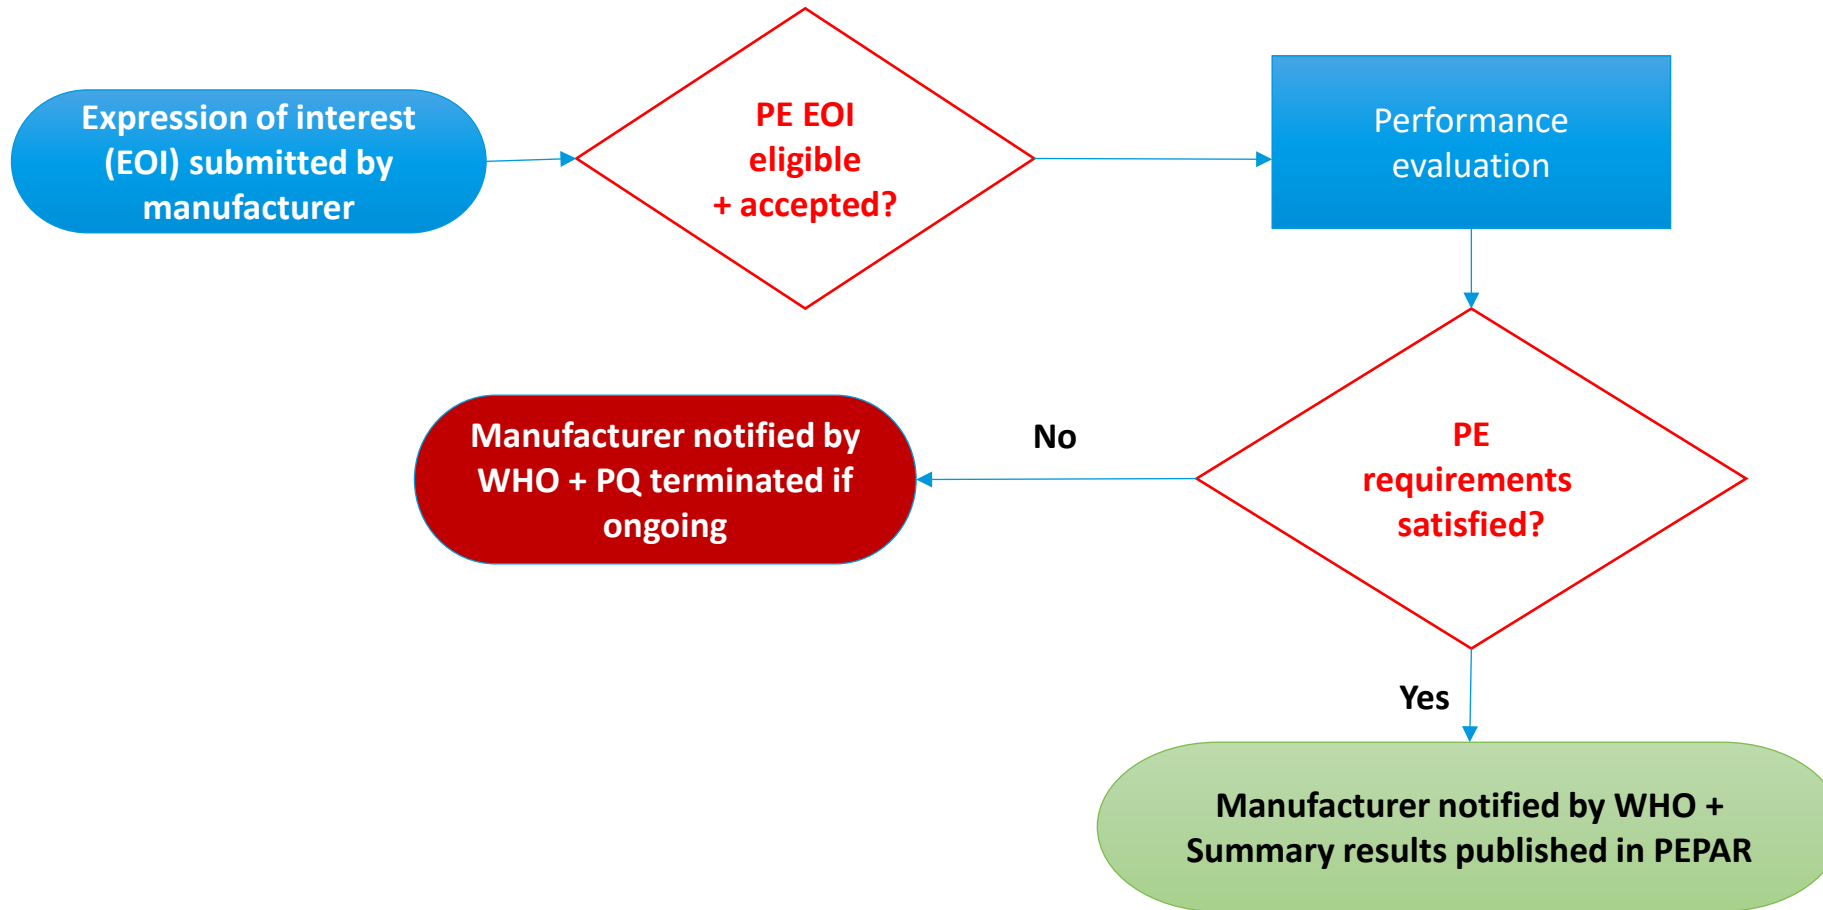 Expression of interest
(EOI) submitted by
manufacturer
PE EOI
eligible
+ accepted?
Performance
evaluation
PE
requirements
satisfied?
No
Manufacturer notified by
WHO + PQ terminated if
ongoing
Yes
Manufacturer notified by WHO +
Summary results published in PEPAR